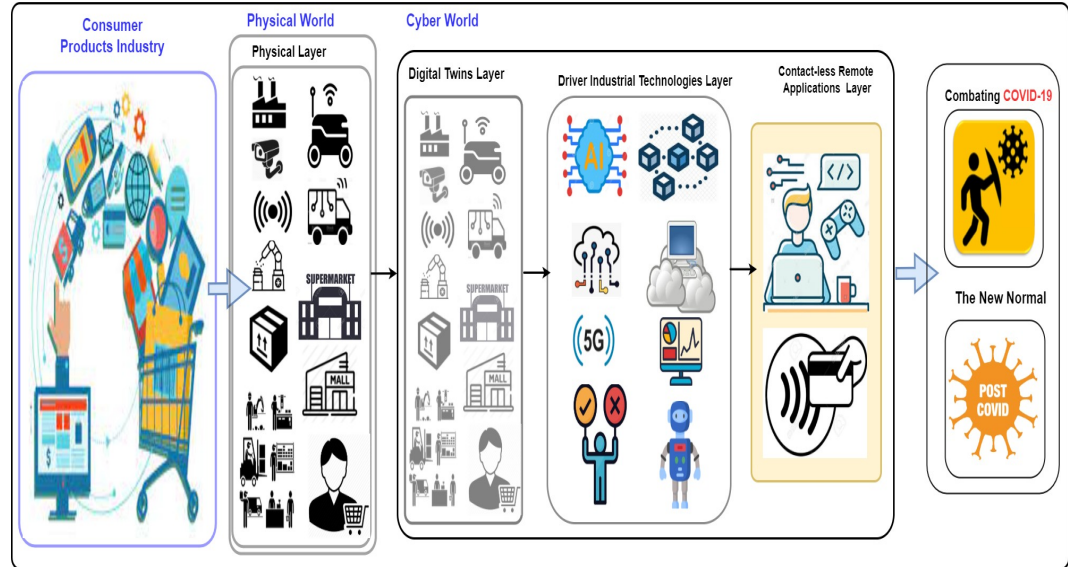 Consumer
Products Industry
Physical World
Cyber World
Physical Layer
SUPERMARKET
MALL
Digital Twins Layer
SUPERMARKET
MALL
Driver Industrial Technologies Layer
AI
5G
Contact-less Remote
Applications Layer
</>
Combating COVID-19
The New Normal
POST
COVID
$
$